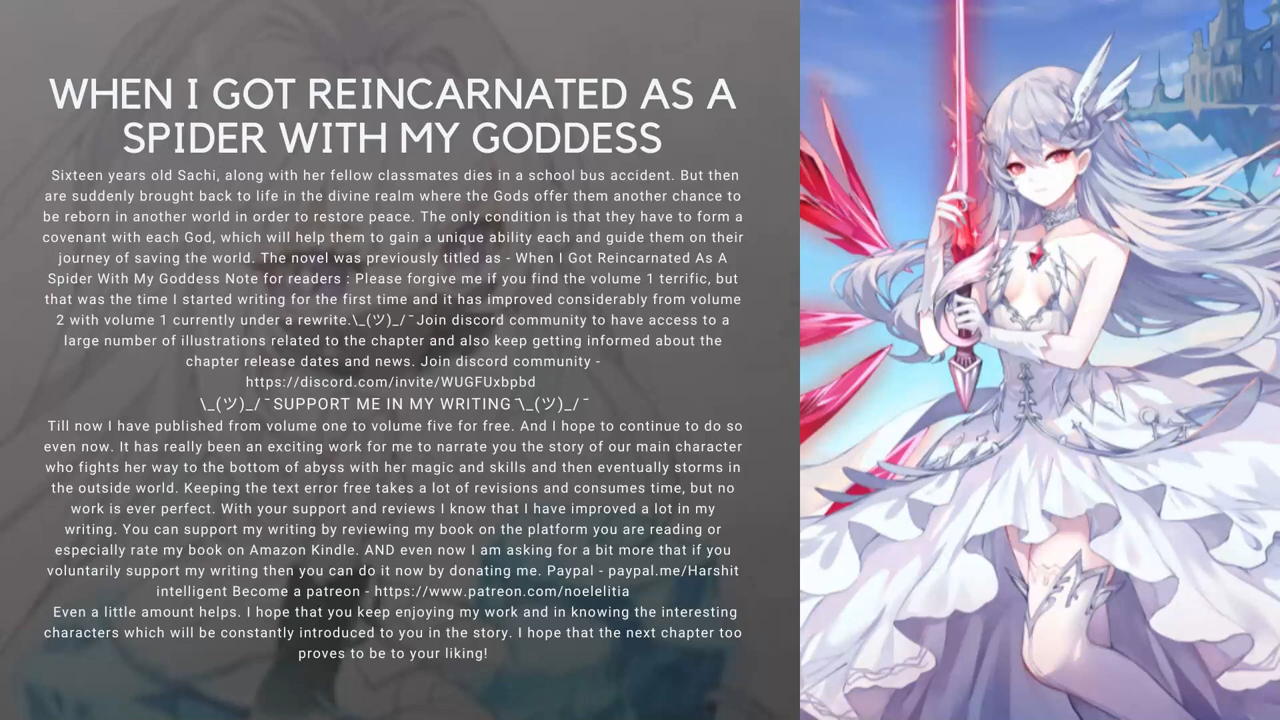 WHEN I GOT REINCARNATED AS A
SPIDER WITH MY GODDESS
Sixteen years old Sachi, along with her fellow classmates dies in a school bus accident. But then
are suddenly brought back to life in the divine realm where the Gods offer them another chance to
be reborn in another world in order to restore peace. The only condition is that they have to form a
covenant with each God, which will help them to gain a unique ability each and guide them on their
journey of saving the world. The novel was previously titled as - When I Got Reincarnated As A
Spider With My Goddess Note for readers : Please forgive me if you find the volume 1 terrific, but
that was the time I started writing for the first time and it has improved considerably from volume
2 with volume 1 currently under a rewrite.\_(ツ)_/¯Join discord community to have access to a
large number of illustrations related to the chapter and also keep getting informed about the
chapter release dates and news. Join discord community -
https://discord.com/invite/WUGFUxbpbd
\_(ツ)_/¯SUPPORT ME IN MY WRITING¯\_(ツ)_/¯
Till now I have published from volume one to volume five for free. And I hope to continue to do so
even now. It has really been an exciting work for me to narrate you the story of our main character
who fights her way to the bottom of abyss with her magic and skills and then eventually storms in
the outside world. Keeping the text error free takes a lot of revisions and consumes time, but no
work is ever perfect. With your support and reviews I know that I have improved a lot in my
writing. You can support my writing by reviewing my book on the platform you are reading or
especially rate my book on Amazon Kindle. AND even now I am asking for a bit more that if you
voluntarily support my writing then you can do it now by donating me. Paypal - paypal.me/Harshit
intelligent Become a patreon - https://www.patreon.com/noelelitia
Even a little amount helps. I hope that you keep enjoying my work and in knowing the interesting
characters which will be constantly introduced to you in the story. I hope that the next chapter too
proves to be to your liking!